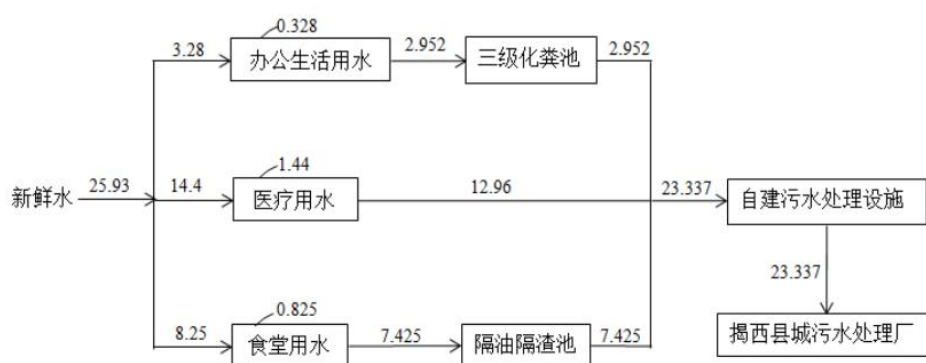 0.328
3.28
办公生活用水
2.952
三级化粪池
2.952
新鲜水
25.93
14.4
1.44
医疗用水
12.96
23.337
自建污水处理设施
23.337
0.825
8.25
食堂用水
7.425
隔油隔渣池
7.425
揭西县城污水处理厂